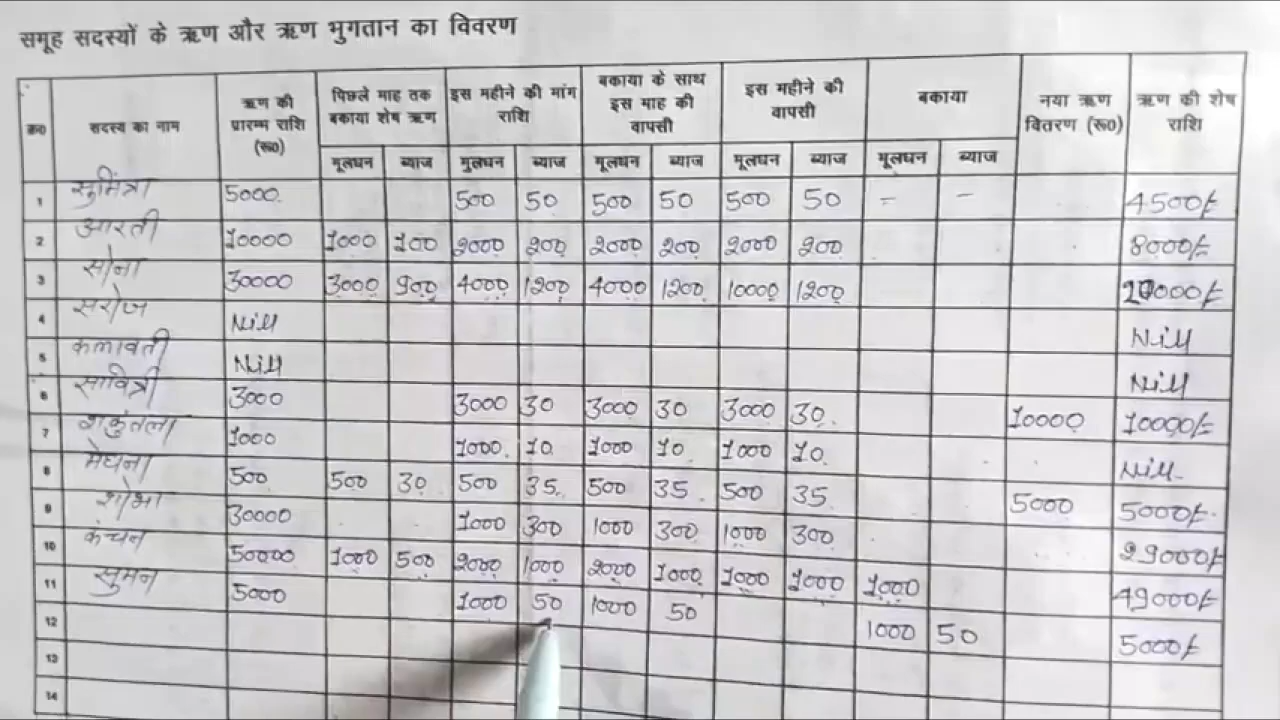 समूह सदस्यों के ऋण और ऋण भुगतान का विवरण
क्र० सदस्य का नाम ऋण की प्रारम्भ राशि (रू०) पिछले माह तक बकाया शेष ऋण इस महीने की मांग राशि बकाया के साथ इस माह की वापसी इस महीने की वापसी बकाया नया ऋण वितरण (रू०) ऋण की शेष राशि
मूलधन ब्याज मुलधन ब्याज मूलधन ब्याज मूलधन ब्याज मूलधन ब्याज
1 सुमित्रा 5000 500 50 500 50 500 50 - - 4500/-
2 आरती 10000 1000 100 2000 200 2000 200 2000 200 8000/-
3 सोना 30000 3000 900 4000 1200 4000 1200 10000 1200
4 सरोज Nill Nill
5 कलावती Nill Nill
6 सावित्री 3000 3000 30 3000 30 3000 30 10000 10000/-
7 शकुंतला 1000 1000 10 1000 10 1000 10 Nill
8 मेघना 500 500 30 500 35 500 35 500 35 5000 5000/-
9 शोभा 30000 1000 300 1000 300 1000 300 29000/-
10 कंचन 50000 1000 500 2000 1000 2000 1000 1000 1000 1000 49000/-
11 सुमन 5000 1000 50 1000 50 1000 50 5000/-
12
13
14